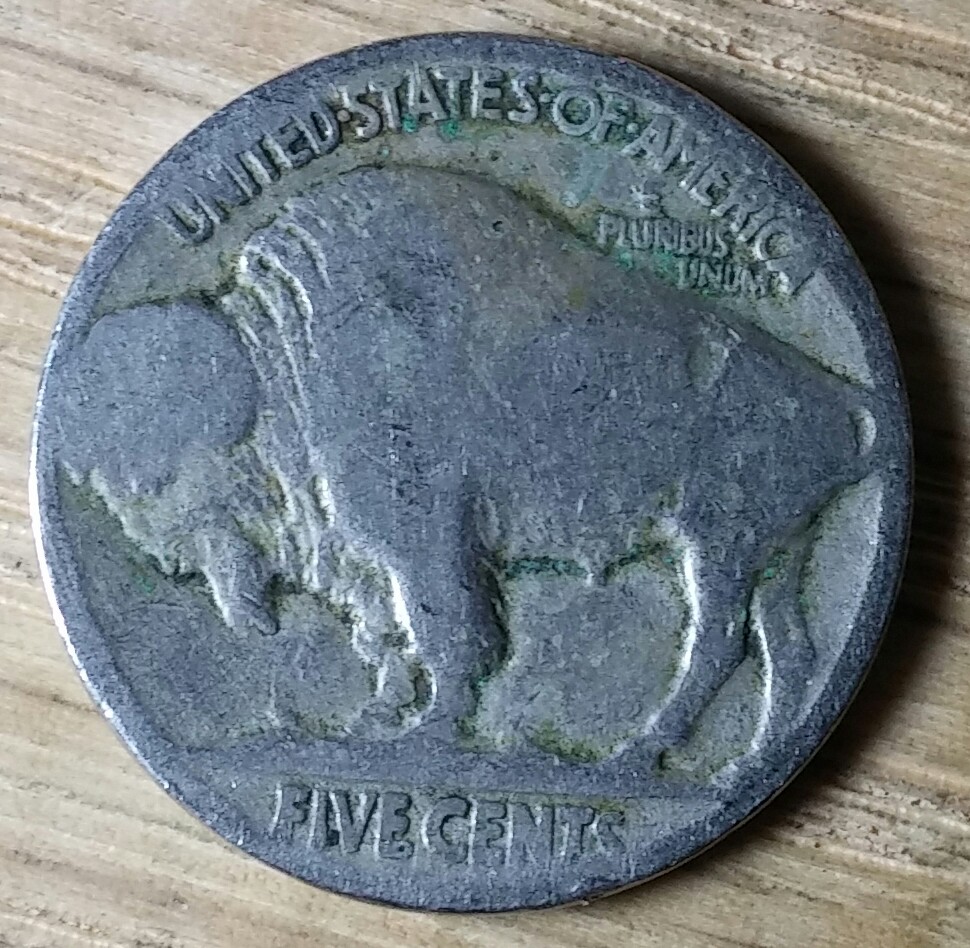 UNITED·STATES·OF·AMERICA
E
PLURIBUS
UNUM
FIVE CENTS